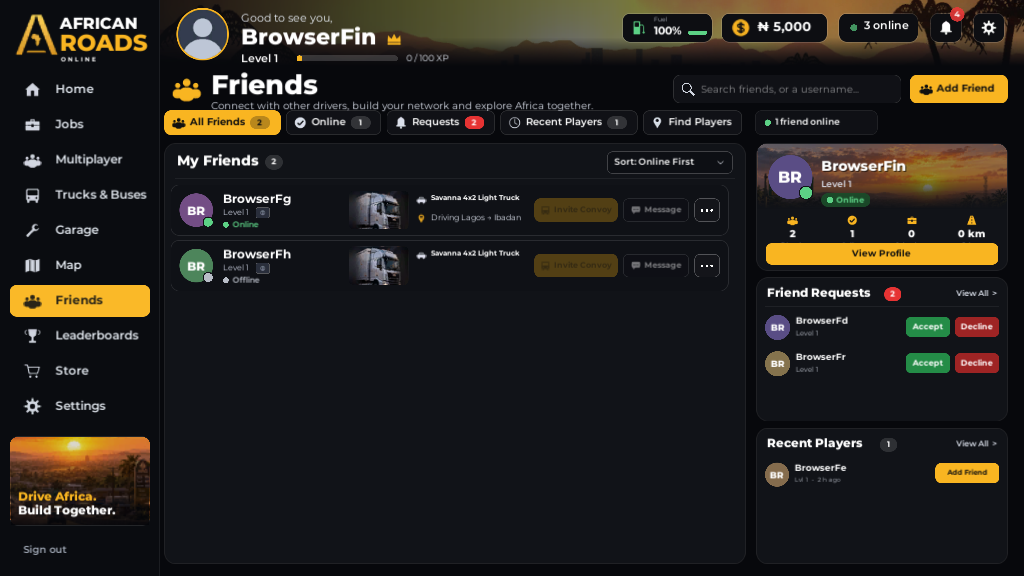 AFRICAN
ROADS
ONLINE
Home
Jobs
Multiplayer
Trucks & Buses
Garage
Map
Friends
Leaderboards
Store
Settings
Drive Africa.
Build Together.
Sign out
Good to see you,
BrowserFin
Level 1
0 / 100 XP
Fuel
100%
₦ 5,000
3 online
4
Friends
Connect with other drivers, build your network and explore Africa together.
Search friends, or a username...
Add Friend
All Friends 2
Online 1
Requests 2
Recent Players 1
Find Players
1 friend online
My Friends 2
Sort: Online First
BR
BrowserFg
Level 1
Online
Savanna 4x2 Light Truck
Driving Lagos → Ibadan
Invite Convoy
Message
BR
BrowserFh
Level 1
Offline
Savanna 4x2 Light Truck
Invite Convoy
Message
BR
BrowserFin
Level 1
Online
2 1 0 0 km
View Profile
Friend Requests 2
View All >
BR
BrowserFd
Level 1
Accept
Decline
BR
BrowserFr
Level 1
Accept
Decline
Recent Players 1
View All >
BR
BrowserFe
Lvl 1 - 2 h ago
Add Friend